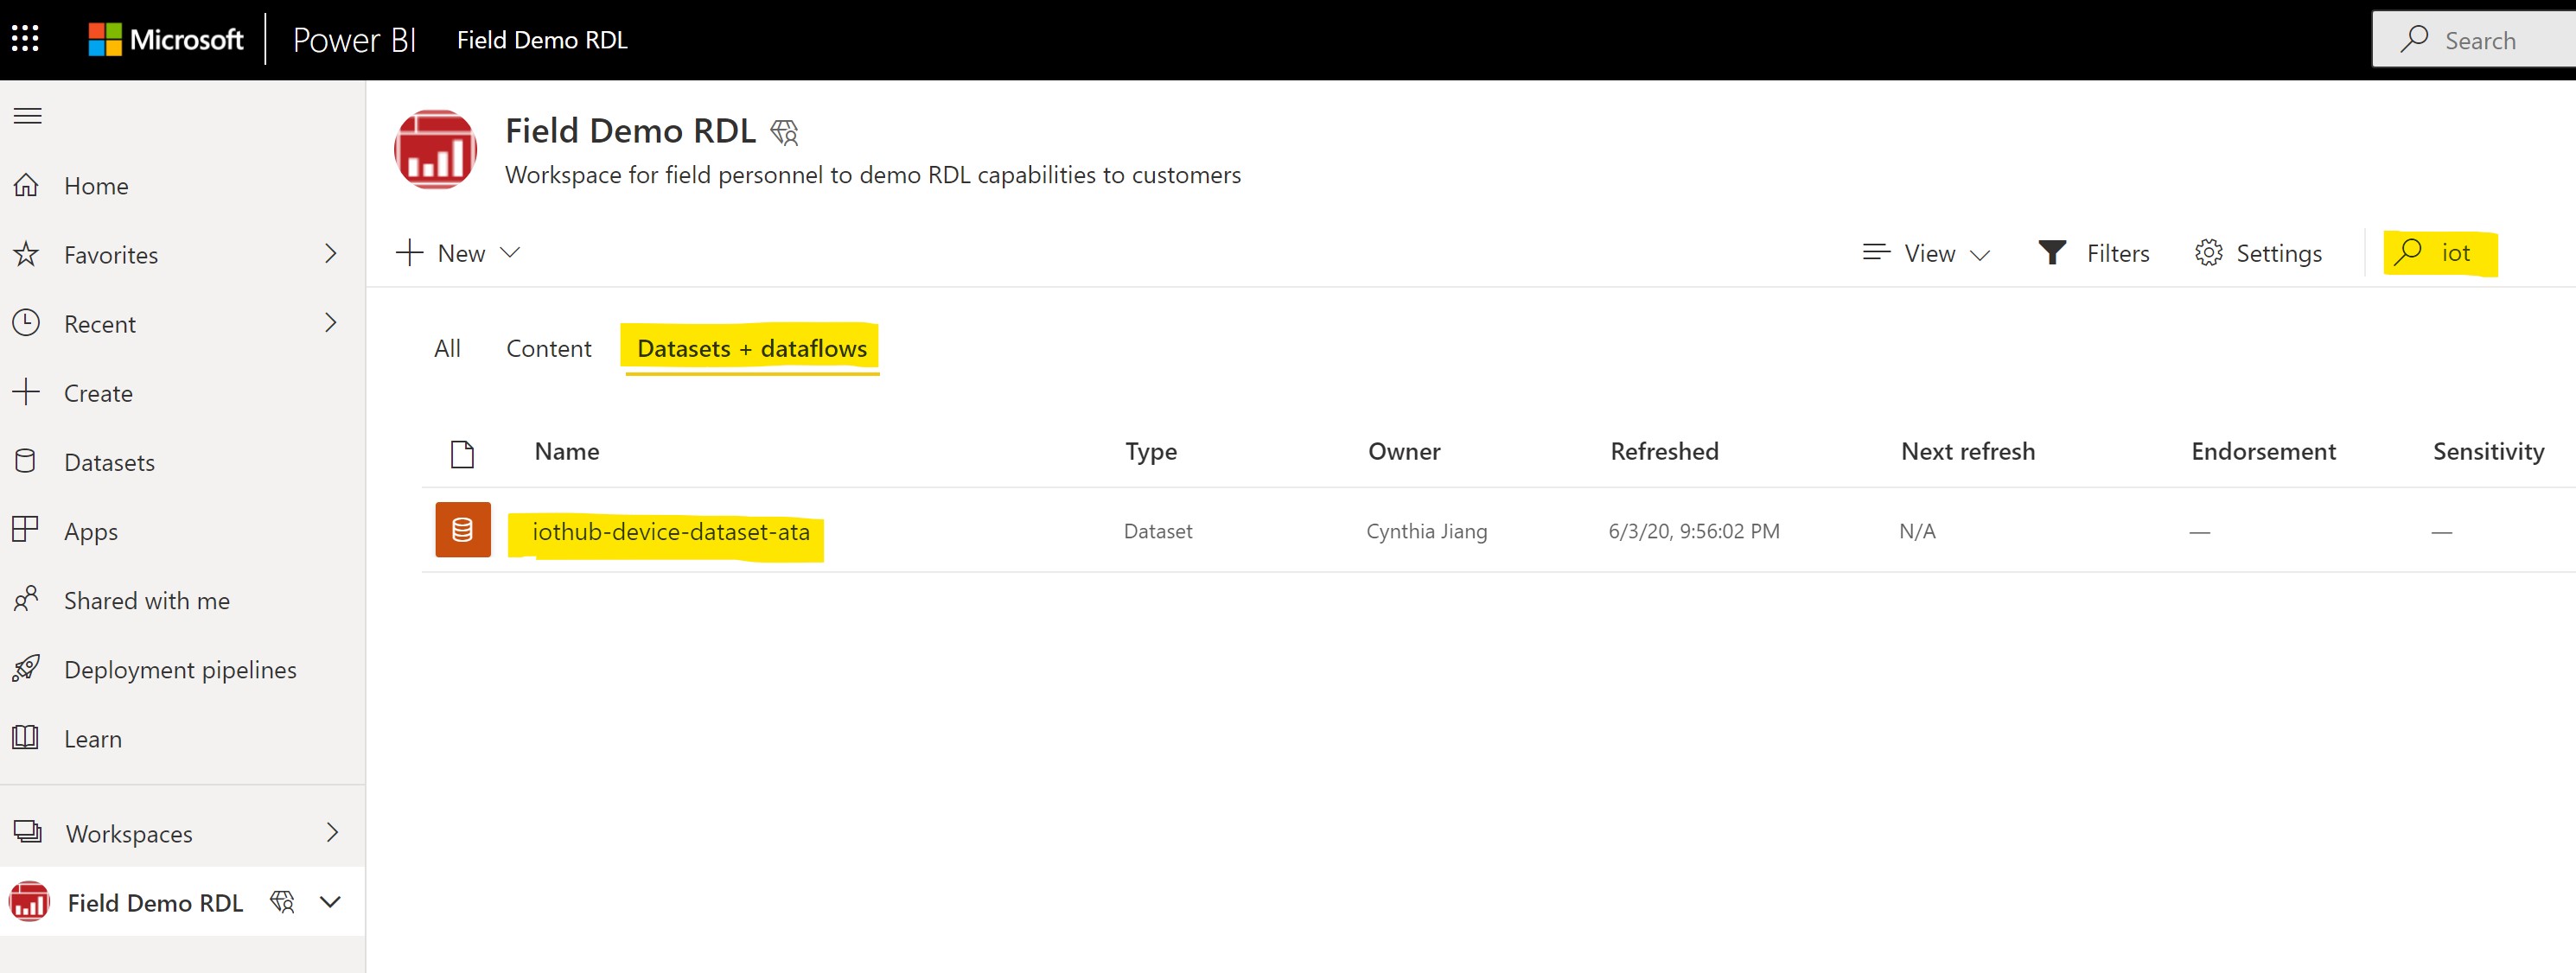 Microsoft Power BI Field Demo RDL Search
Home
Favorites
Recent
Create
Datasets
Apps
Shared with me
Deployment pipelines
Learn
Workspaces
Field Demo RDL
Field Demo RDL
Workspace for field personnel to demo RDL capabilities to customers
New View Filters Settings iot
All Content Datasets + dataflows
Name Type Owner Refreshed Next refresh Endorsement Sensitivity
iothub-device-dataset-ata Dataset Cynthia Jiang 6/3/20, 9:56:02 PM N/A — —